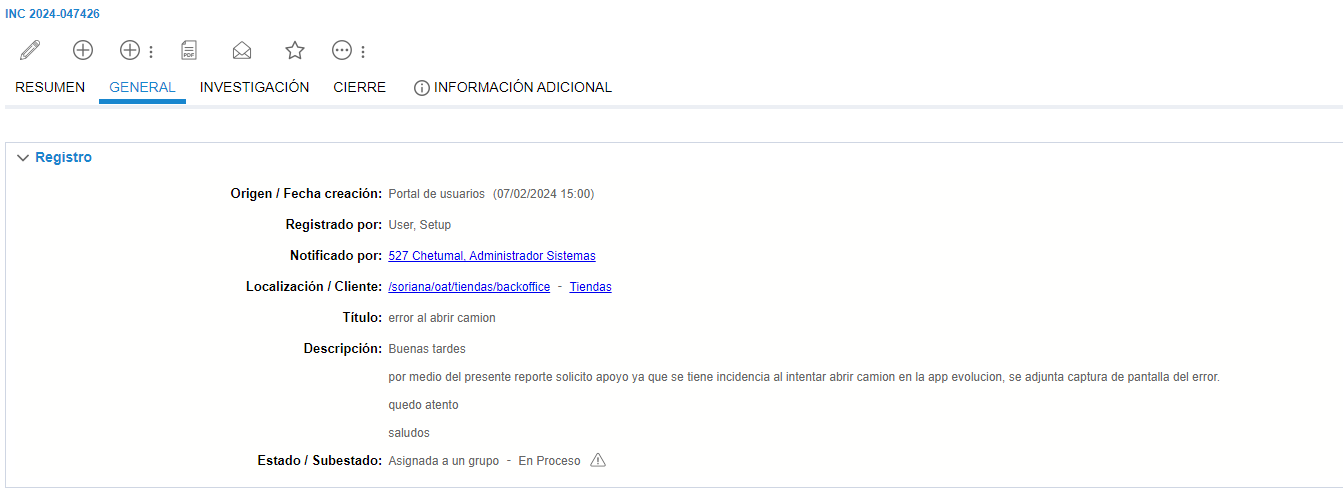 INC 2024-047426
RESUMEN GENERAL INVESTIGACIÓN CIERRE INFORMACIÓN ADICIONAL
Registro
Origen / Fecha creación: Portal de usuarios (07/02/2024 15:00)
Registrado por: User, Setup
Notificado por: 527 Chetumal, Administrador Sistemas
Localización / Cliente: /soriana/oat/tiendas/backoffice - Tiendas
Título: error al abrir camion
Descripción: Buenas tardes
por medio del presente reporte solicito apoyo ya que se tiene incidencia al intentar abrir camion en la app evolucion, se adjunta captura de pantalla del error.
quedo atento
saludos
Estado / Subestado: Asignada a un grupo - En Proceso